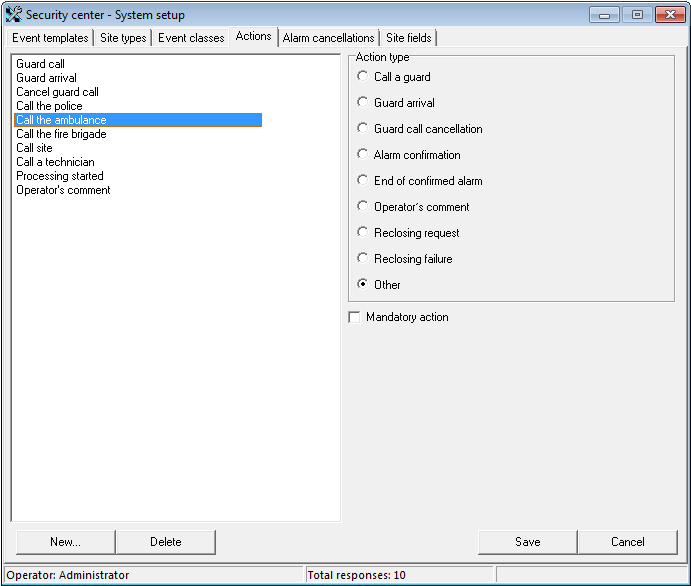 Security center - System setup
Event templates Site types Event classes Actions Alarm cancellations Site fields
Guard call
Guard arrival
Cancel guard call
Call the police
Call the ambulance
Call the fire brigade
Call site
Call a technician
Processing started
Operator's comment
Action type
Call a guard
Guard arrival
Guard call cancellation
Alarm confirmation
End of confirmed alarm
Operator´s comment
Reclosing request
Reclosing failure
Other
Mandatory action
New... Delete Save Cancel
Operator: Administrator Total responses: 10